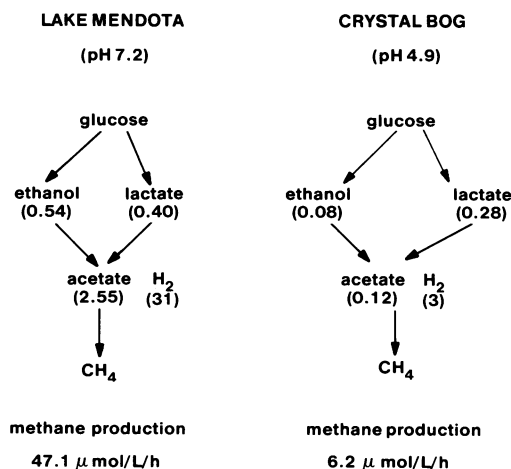 LAKE MENDOTA
(pH 7.2)
glucose
ethanol lactate
(0.54) (0.40)
acetate H2
(2.55) (31)
CH4
methane production
47.1 μ mol/L/h
CRYSTAL BOG
(pH 4.9)
glucose
ethanol lactate
(0.08) (0.28)
acetate H2
(0.12) (3)
CH4
methane production
6.2 μ mol/L/h